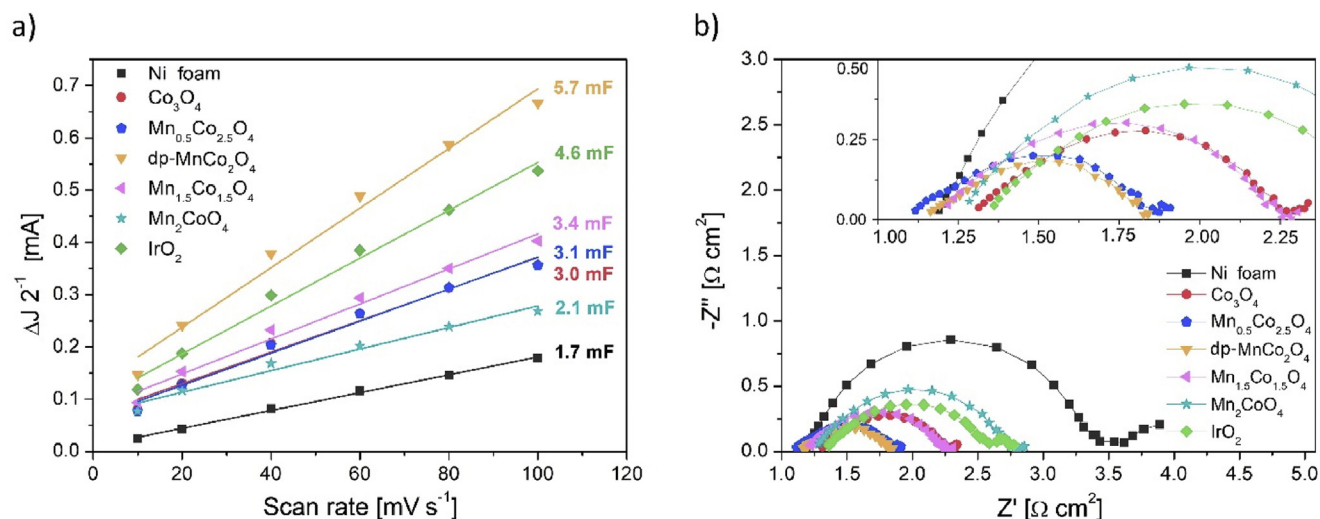 a)
0.7
0.6
0.5
0.4
0.3
0.2
0.1
0.0
ΔJ 2⁻¹ [mA]
Ni foam
Co₃O₄
Mn₀.₅Co₂.₅O₄
dp-MnCo₂O₄
Mn₁.₅Co₁.₅O₄
Mn₂CoO₄
IrO₂
5.7 mF
4.6 mF
3.4 mF
3.1 mF
3.0 mF
2.1 mF
1.7 mF
0 20 40 60 80 100 120
Scan rate [mV s⁻¹]
b)
3.0
2.5
2.0
1.5
1.0
0.5
0.0
-Z'' [Ω cm²]
0.50
0.25
0.00
1.00 1.25 1.50 1.75 2.00 2.25
Ni foam
Co₃O₄
Mn₀.₅Co₂.₅O₄
dp-MnCo₂O₄
Mn₁.₅Co₁.₅O₄
Mn₂CoO₄
IrO₂
1.0 1.5 2.0 2.5 3.0 3.5 4.0 4.5 5.0
Z' [Ω cm²]